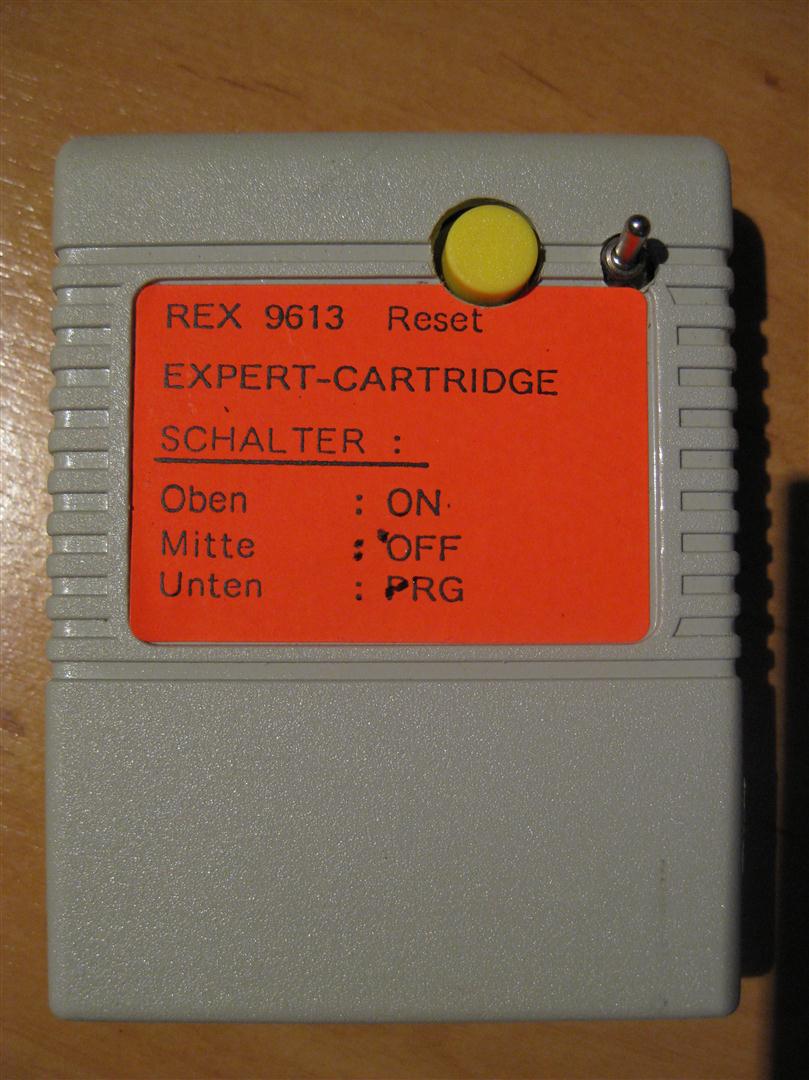 REX 9613 Reset
EXPERT-CARTRIDGE
SCHALTER :
Oben : ON
Mitte : OFF
Unten : PRG